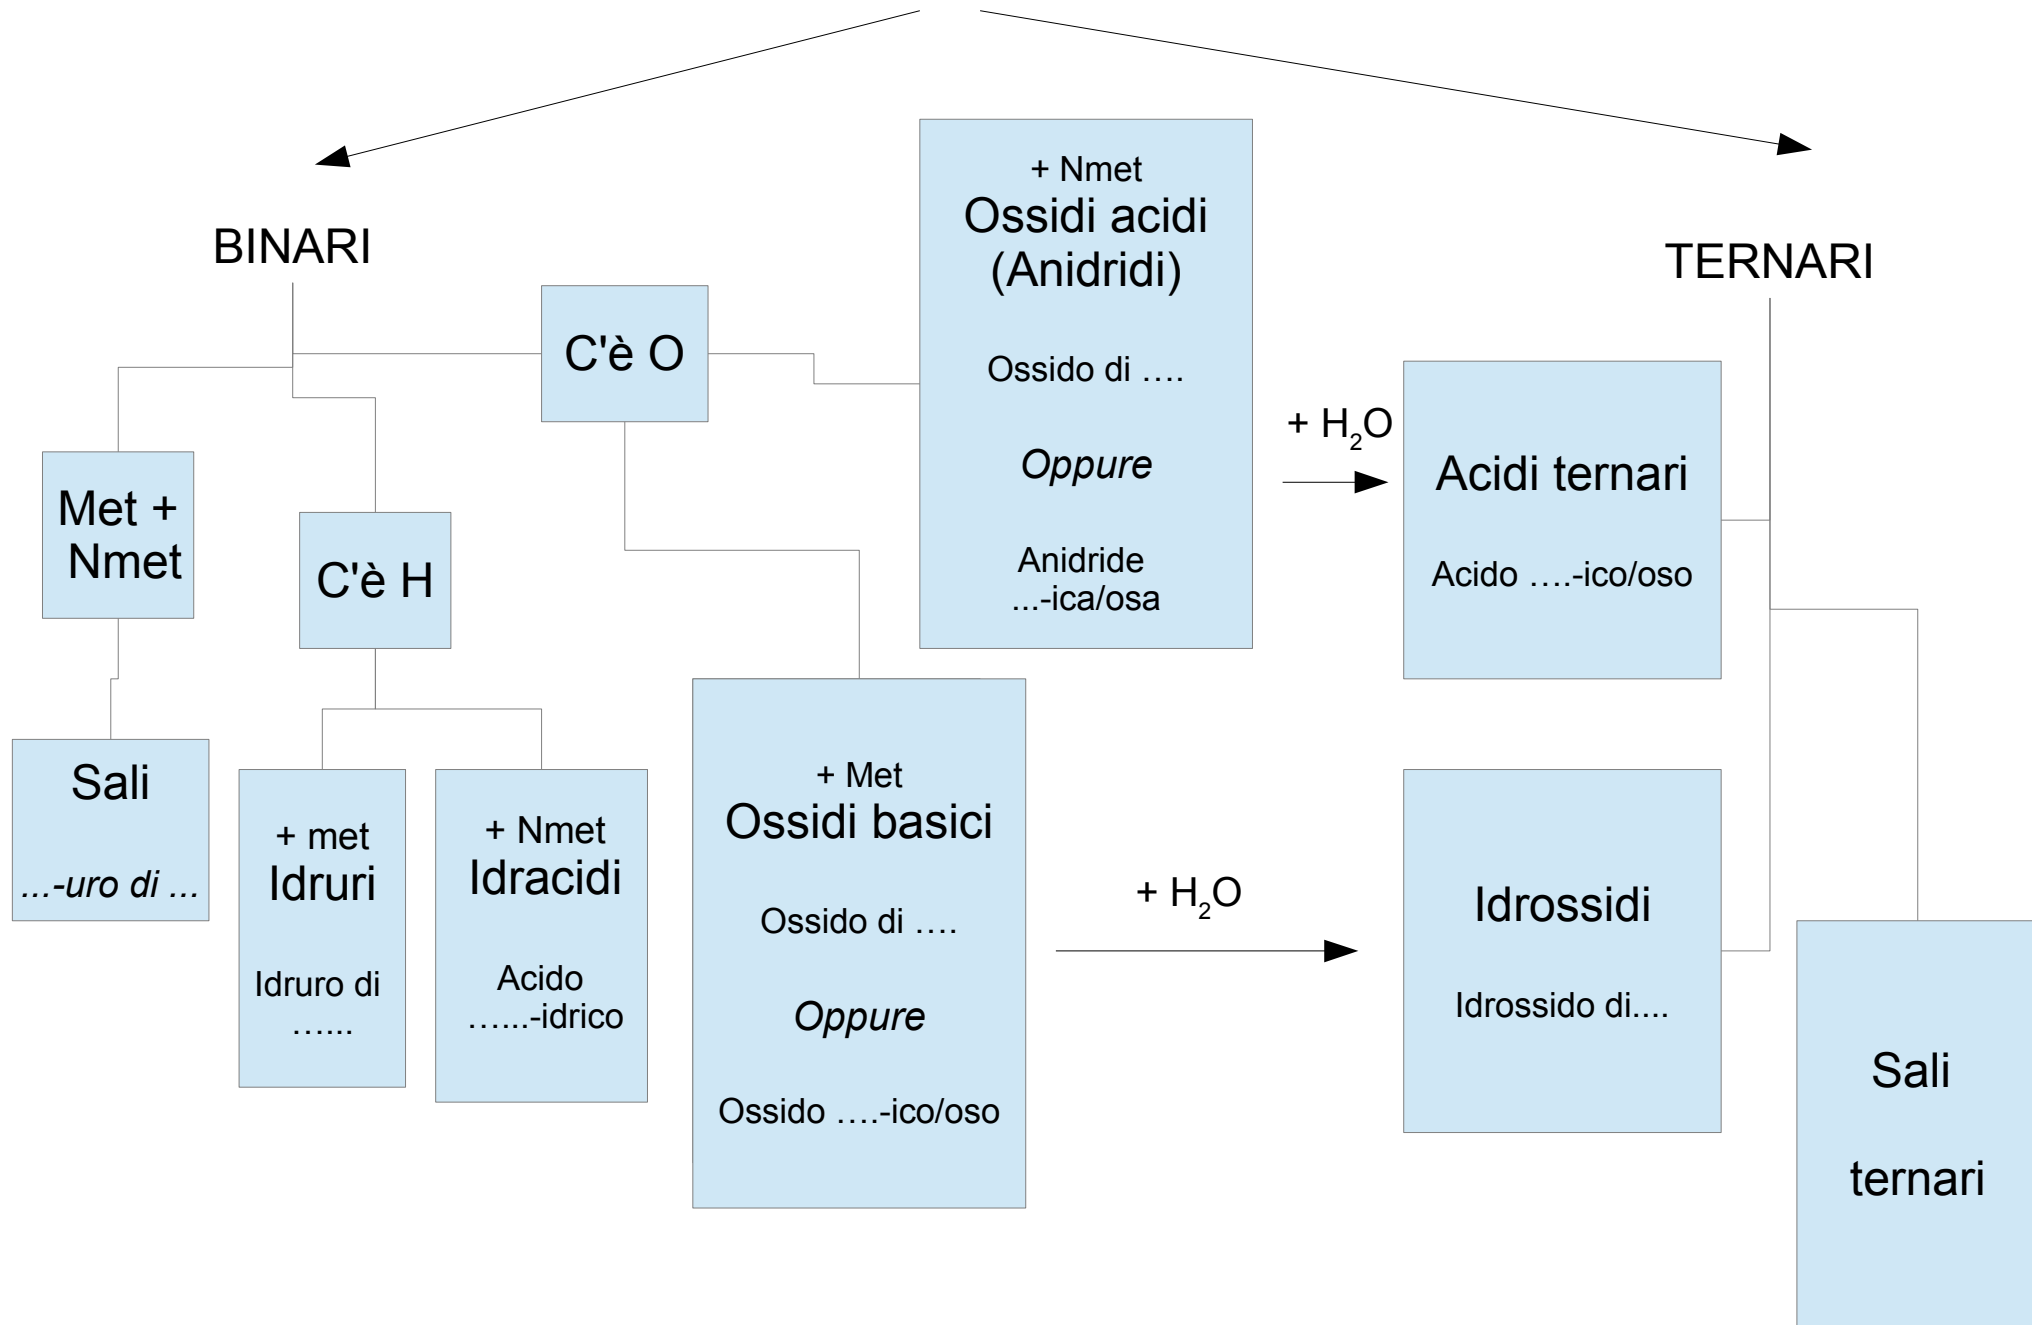 BINARI
TERNARI
C'è O
+ Nmet
Ossidi acidi
(Anidridi)
Ossido di ….
Oppure
Anidride
...-ica/osa
+ H₂O
Acidi ternari
Acido ….-ico/oso
Met +
Nmet
C'è H
Sali
...-uro di ...
+ met
Idruri
Idruro di
…...
+ Nmet
Idracidi
Acido
…...-idrico
+ Met
Ossidi basici
Ossido di ….
Oppure
Ossido ….-ico/oso
+ H₂O
Idrossidi
Idrossido di....
Sali
ternari